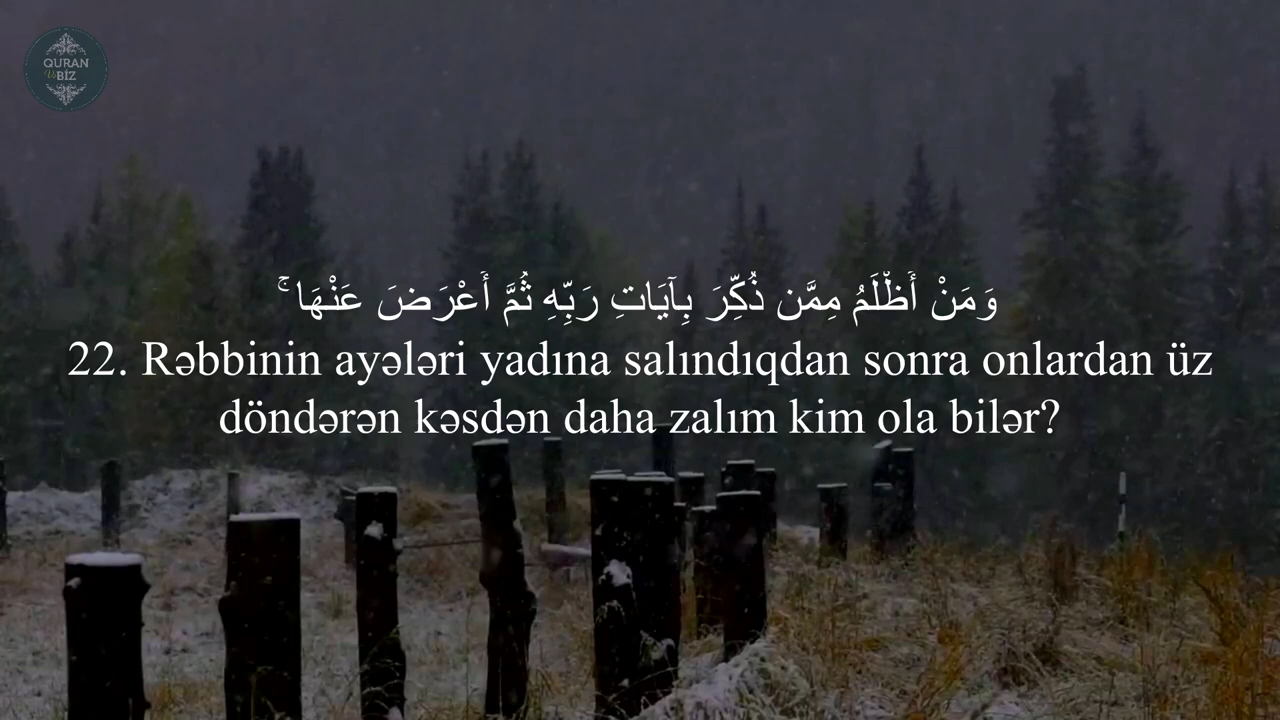 QURAN
Və BİZ
وَمَنْ أَظْلَمُ مِمَّن ذُكِّرَ بِآيَاتِ رَبِّهِ ثُمَّ أَعْرَضَ عَنْهَا ۚ
22. Rəbbinin ayələri yadına salındıqdan sonra onlardan üz
döndərən kəsdən daha zalım kim ola bilər?